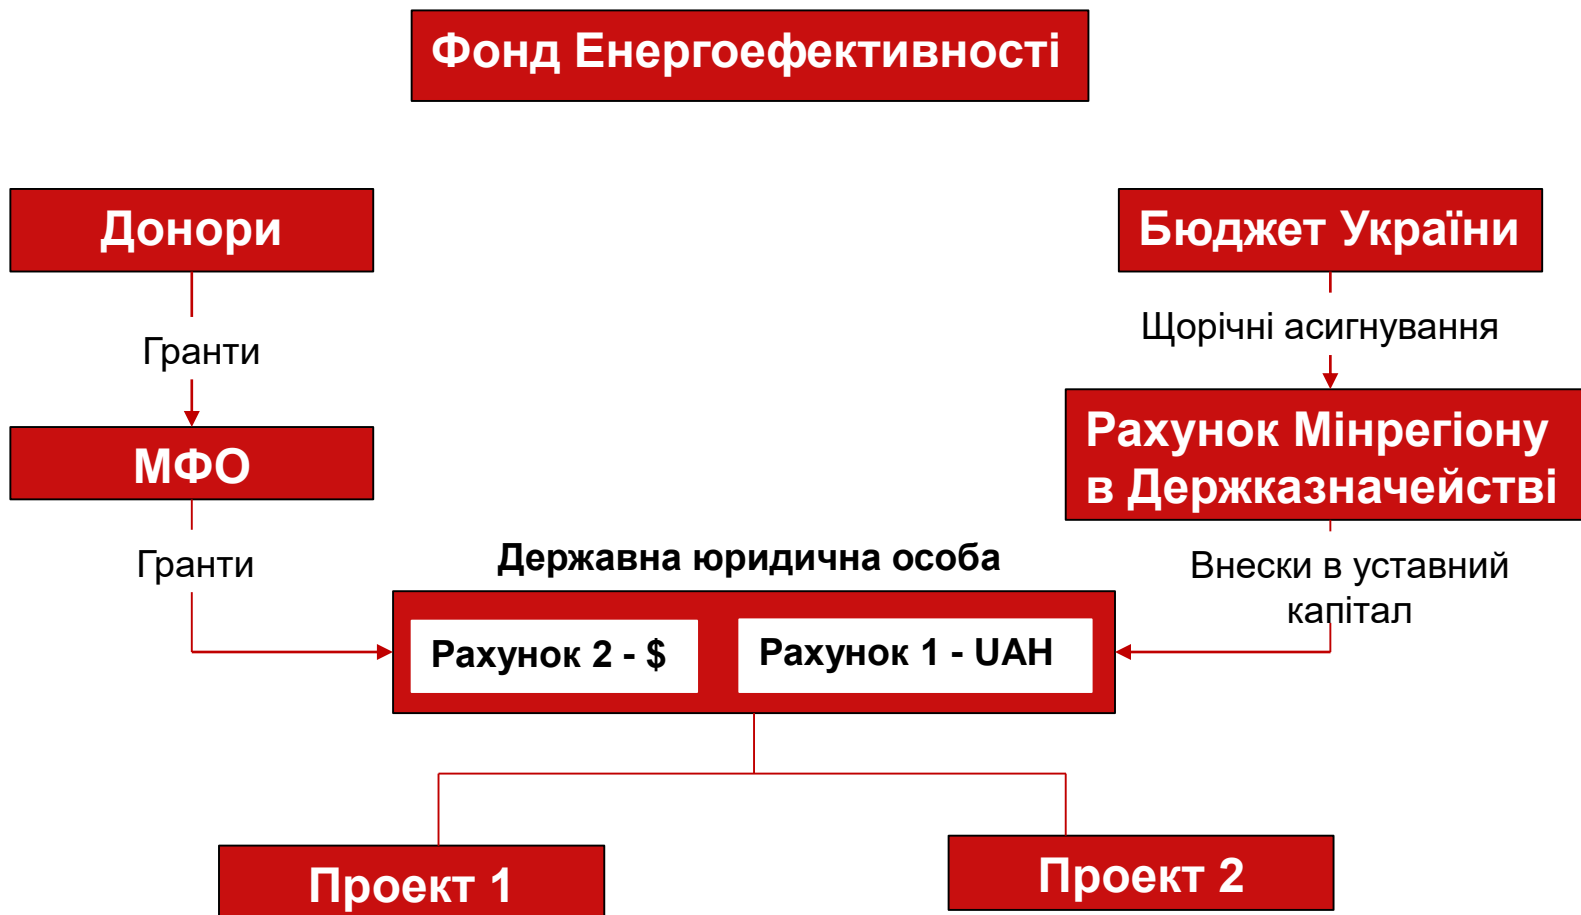 Фонд Енергоефективності
Донори
Бюджет України
Гранти
Щорічні асигнування
МФО
Рахунок Мінрегіону
в Держказначействі
Гранти
Державна юридична особа
Внески в уставний
капітал
Рахунок 2 - $
Рахунок 1 - UAH
Проект 1
Проект 2